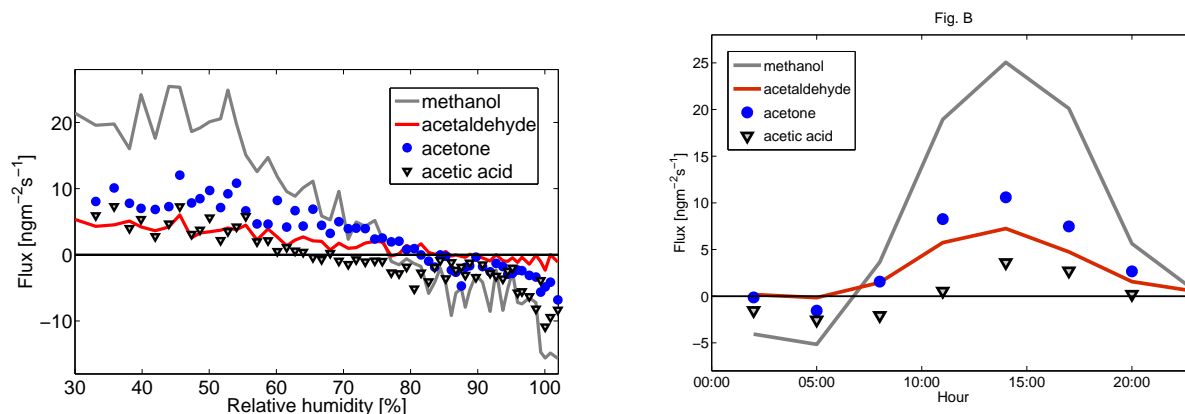 Fig. B
Flux [ngm⁻²s⁻¹]
20
10
0
−10
30 40 50 60 70 80 90 100
Relative humidity [%]
methanol
acetaldehyde
acetone
acetic acid
Flux [ngm⁻²s⁻¹]
25
20
15
10
5
0
−5
00:00 05:00 10:00 15:00 20:00
Hour
methanol
acetaldehyde
acetone
acetic acid